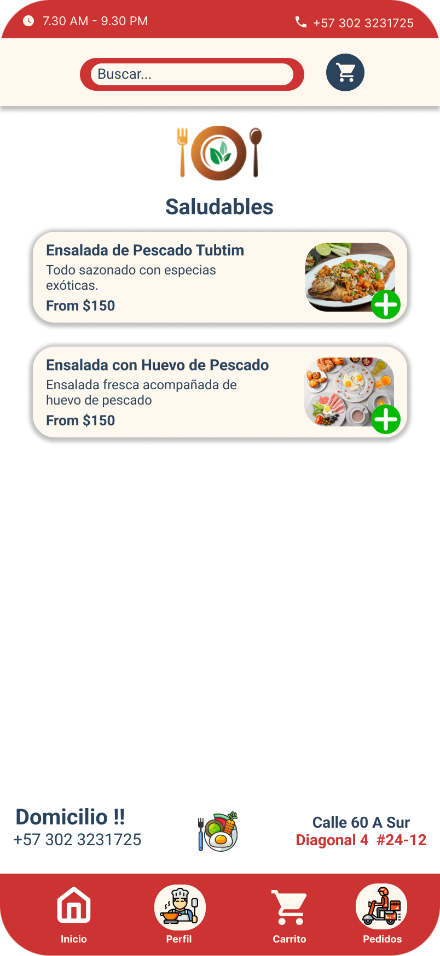 7.30 AM - 9.30 PM
+57 302 3231725
Buscar...
Saludables
Ensalada de Pescado Tubtim
Todo sazonado con especias
exóticas.
From $150
Ensalada con Huevo de Pescado
Ensalada fresca acompañada de
huevo de pescado
From $150
Domicilio !!
+57 302 3231725
Calle 60 A Sur
Diagonal 4 #24-12
Inicio
Perfil
Carrito
Pedidos